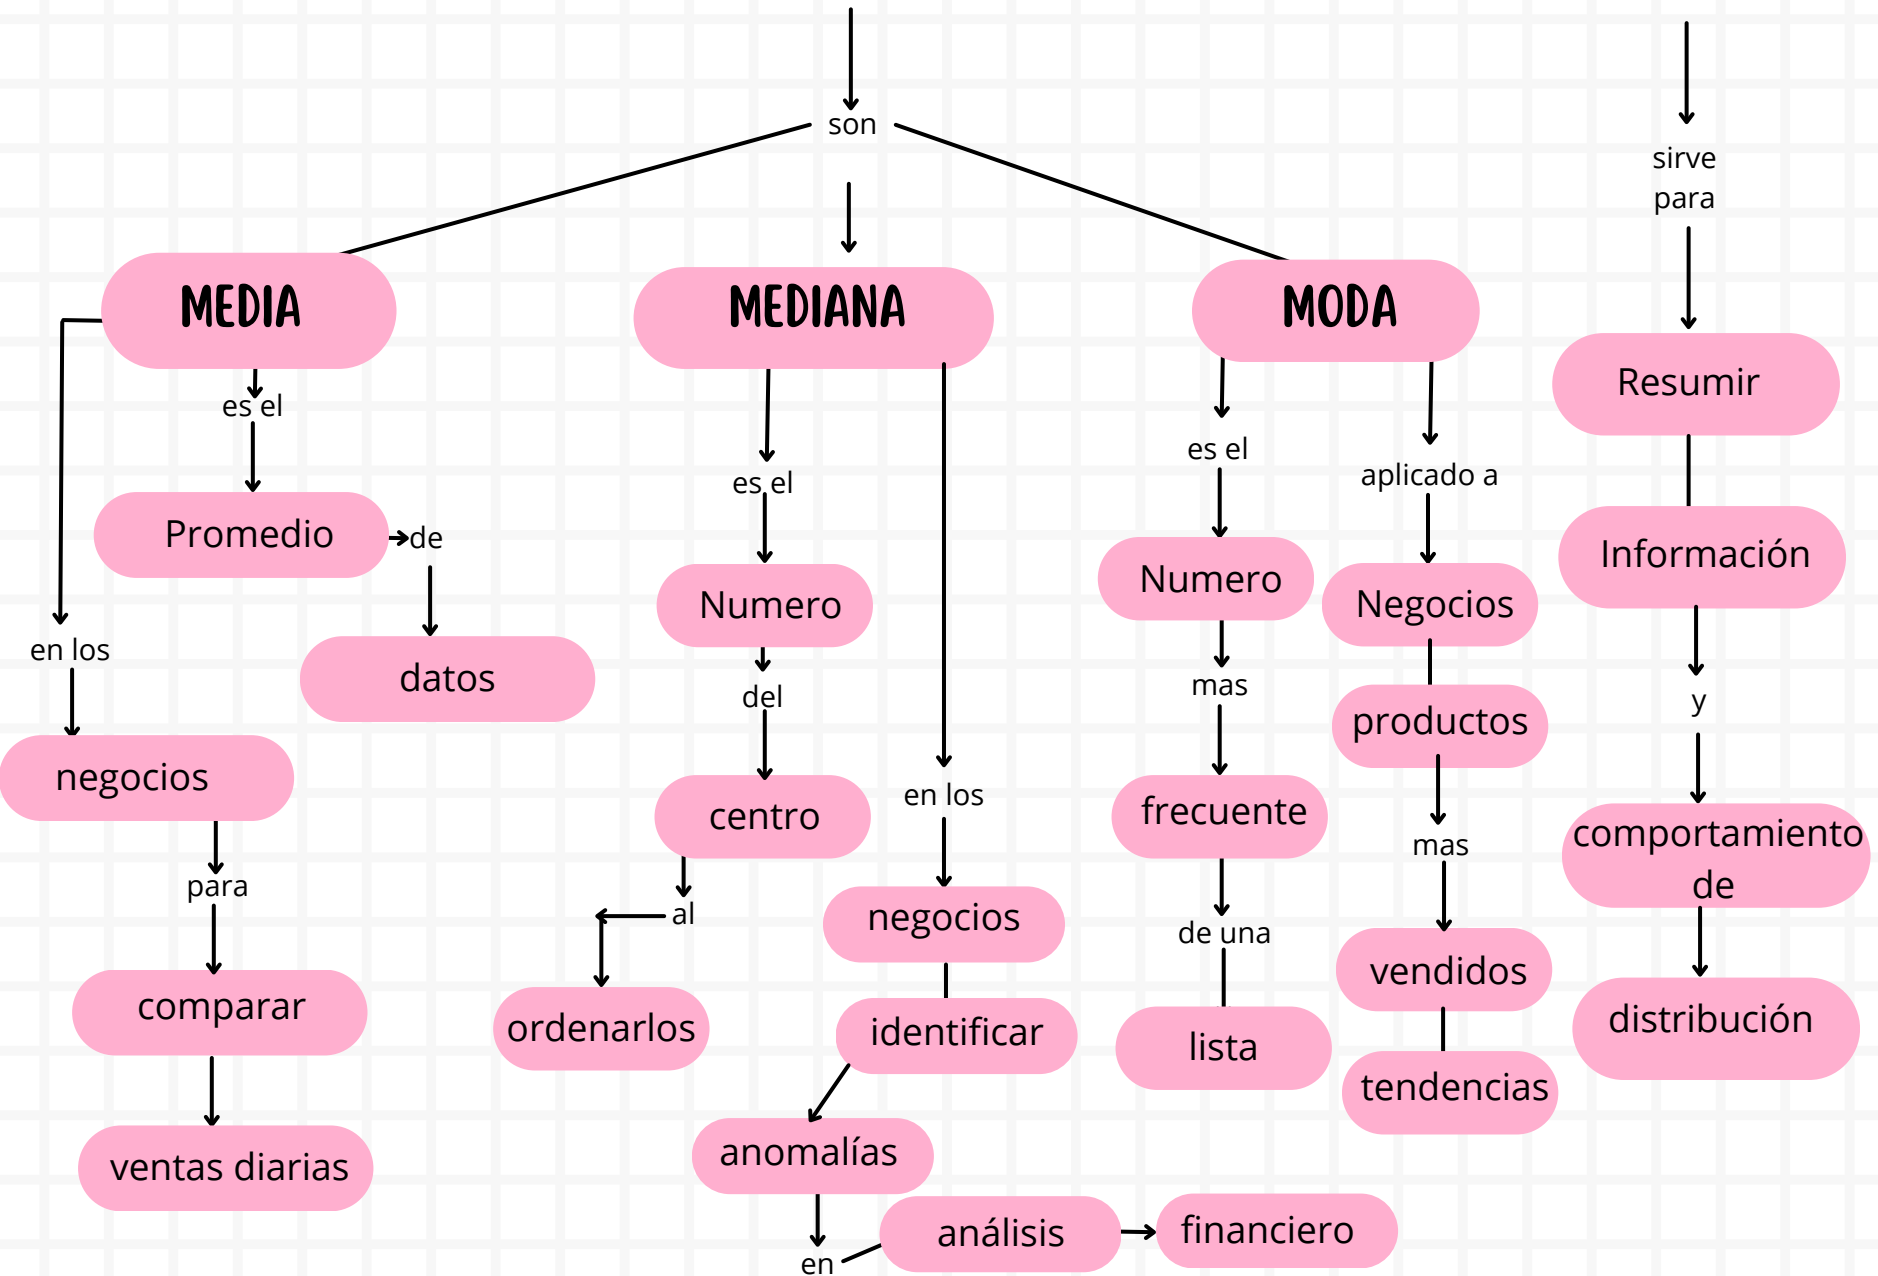 son
MEDIA
es el
Promedio
de
datos
en los
negocios
para
comparar
ventas diarias
MEDIANA
es el
Numero
del
centro
al
ordenarlos
en los
negocios
identificar
anomalías
en
análisis
financiero
MODA
es el
Numero
mas
frecuente
de una
lista
aplicado a
Negocios
productos
mas
vendidos
tendencias
sirve
para
Resumir
Información
y
comportamiento
de
distribución